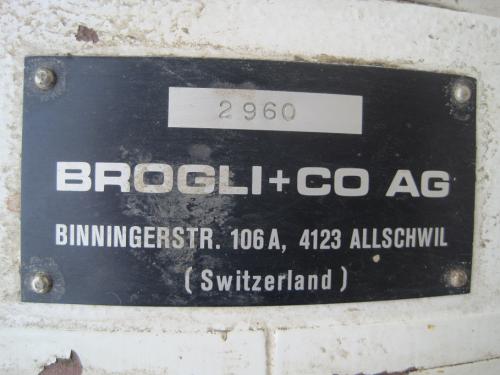 2960
BROGLI+CO AG
BINNINGERSTR. 106A, 4123 ALLSCHWIL
(Switzerland)